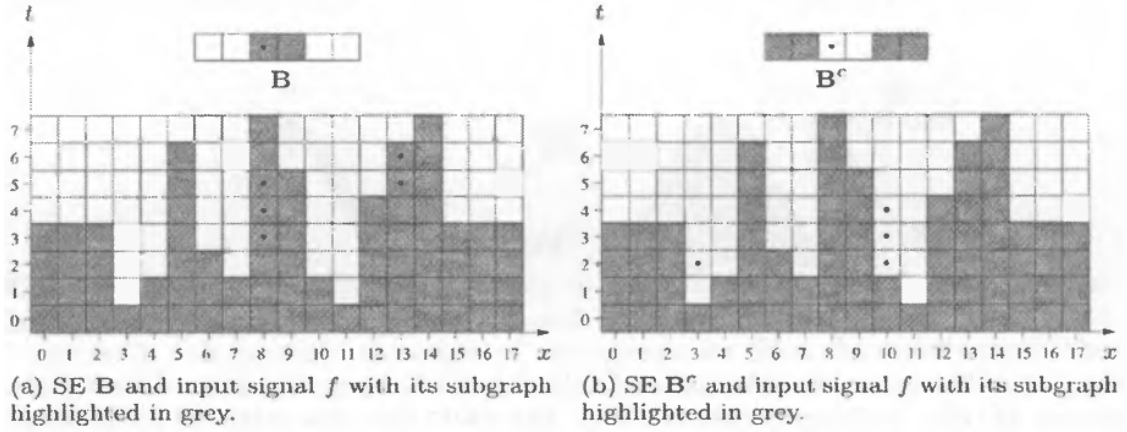 t
B
7
6
5
4
3
2
1
0
0 1 2 3 4 5 6 7 8 9 10 11 12 13 14 15 16 17 x
(a) SE B and input signal f with its subgraph
highlighted in grey.
t
B^c
7
6
5
4
3
2
1
0
0 1 2 3 4 5 6 7 8 9 10 11 12 13 14 15 16 17 x
(b) SE B^c and input signal f with its subgraph
highlighted in grey.